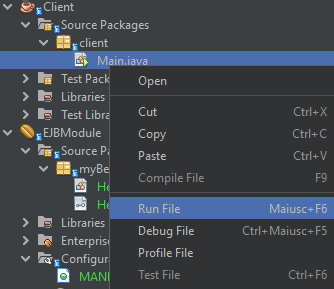 Client
Source Packages
client
Main.java
Test Pack
Libraries
Test Libra
EJBModule
Source Pa
myBe
He
He
Libraries
Enterprise
Configur
MANI
Open
Cut Ctrl+X
Copy Ctrl+C
Paste Ctrl+V
Compile File F9
Run File Maiusc+F6
Debug File Ctrl+Maiusc+F5
Profile File
Test File Ctrl+F6